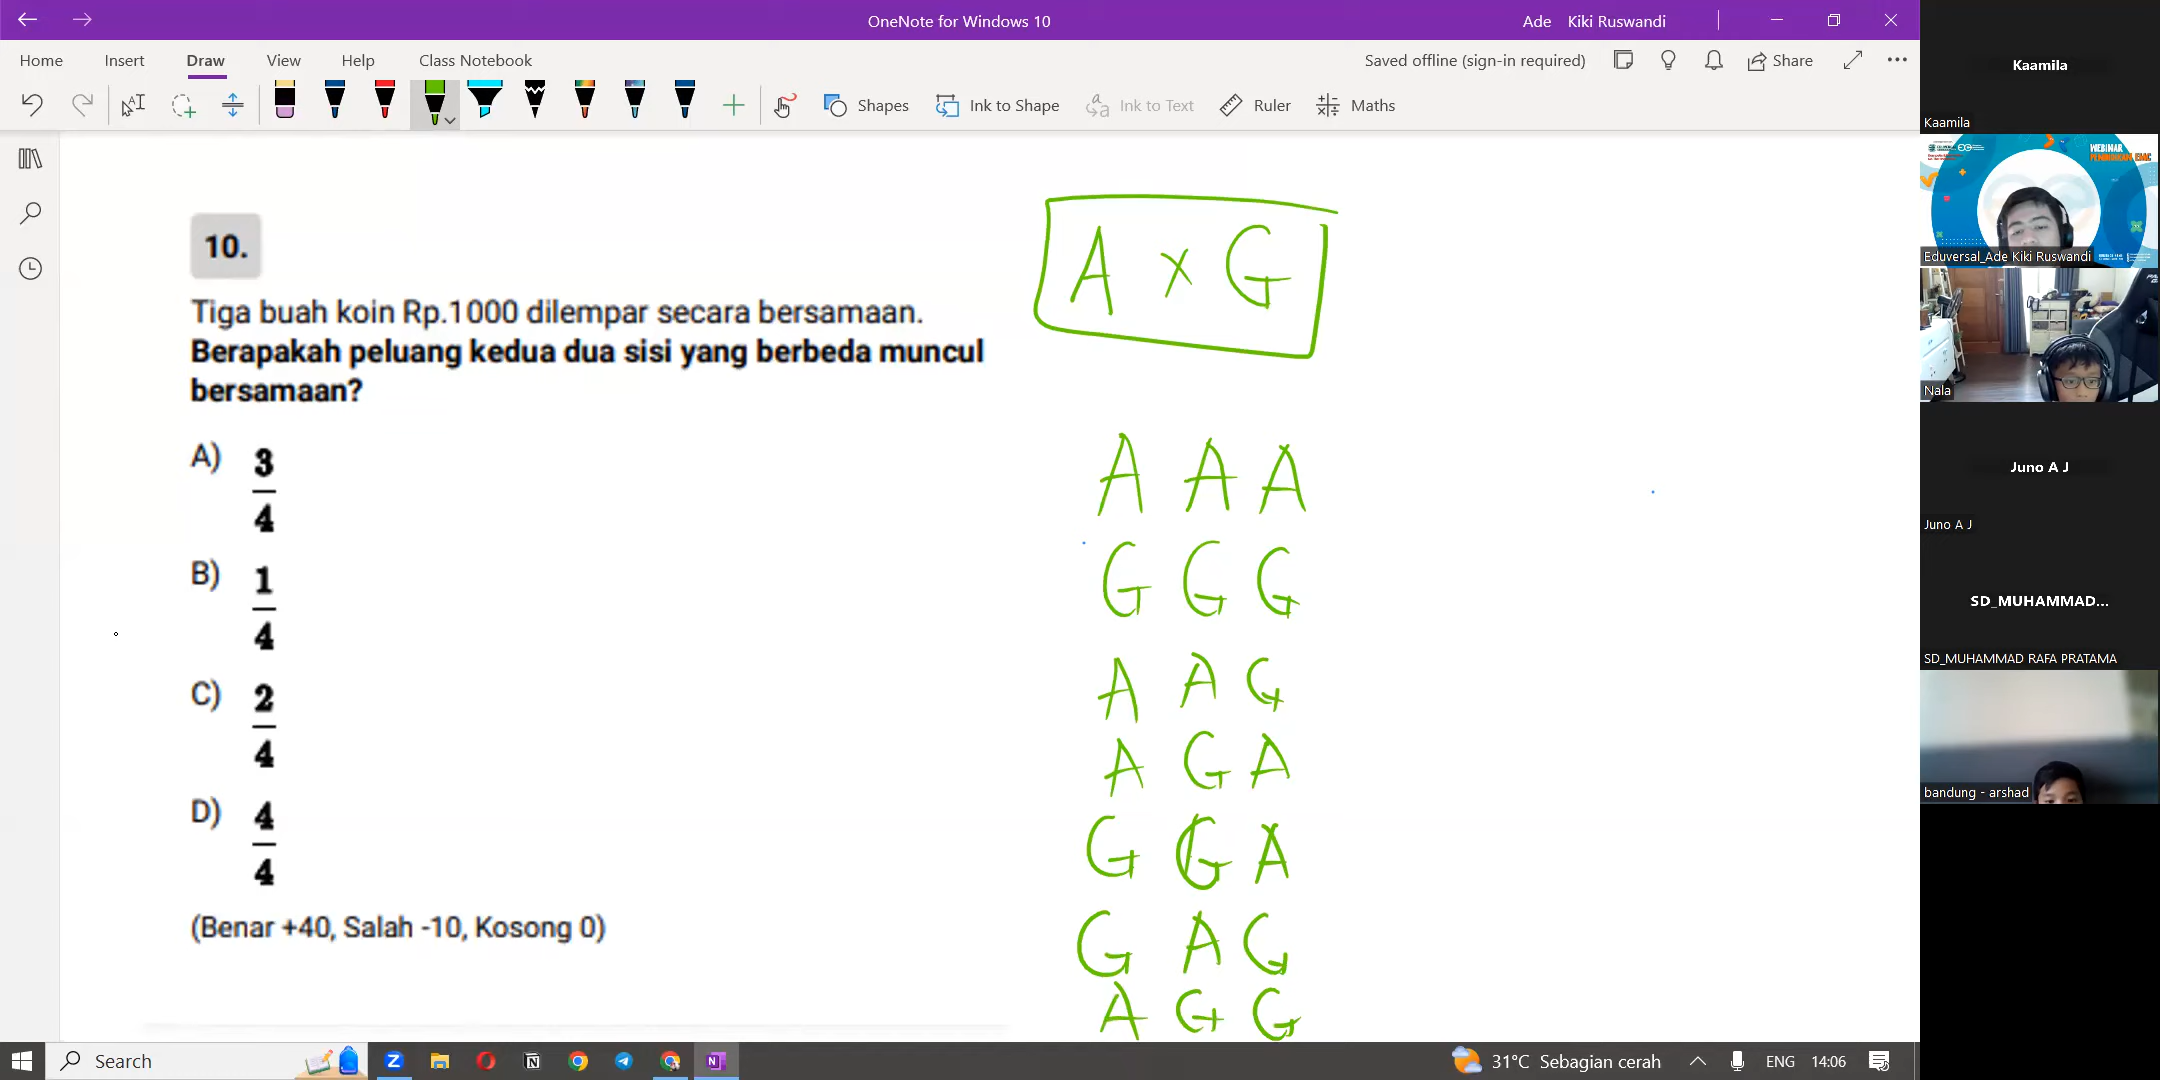 OneNote for Windows 10
Ade Kiki Ruswandi
Home Insert Draw View Help Class Notebook
Saved offline (sign-in required)
Share
Shapes
Ink to Shape
Ink to Text
Ruler
Maths
10.
Tiga buah koin Rp.1000 dilempar secara bersamaan.
Berapakah peluang kedua dua sisi yang berbeda muncul
bersamaan?
A) 3/4
B) 1/4
C) 2/4
D) 4/4
(Benar +40, Salah -10, Kosong 0)
A x G
A A A
G G G
A A G
A G A
G G A
G A G
A G G
Kaamila
Kaamila
WEBINAR
PENDIDIKAN EMC
Eduversal_Ade Kiki Ruswandi
Nala
Juno A J
Juno A J
SD_MUHAMMAD...
SD_MUHAMMAD RAFA PRATAMA
bandung - arshad
Search
31°C Sebagian cerah
ENG
14:06